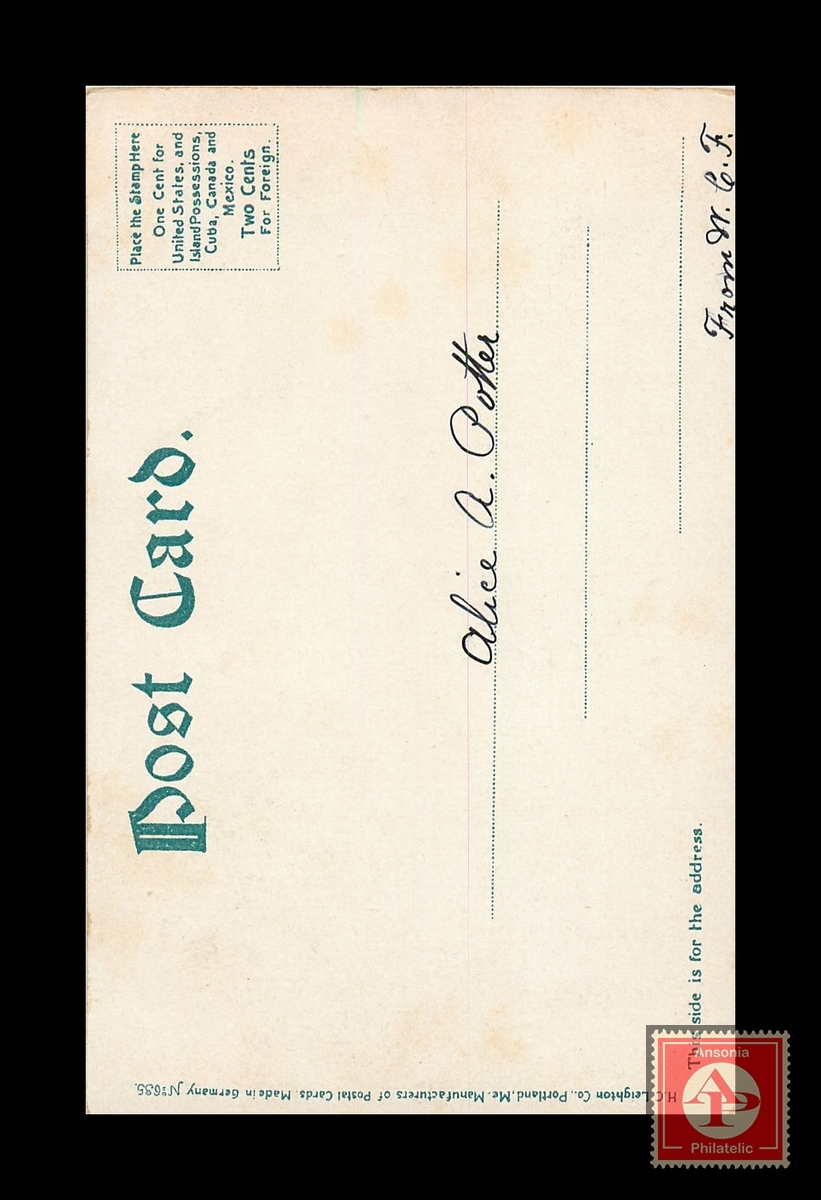 Post Card.
Place the Stamp Here
One Cent for
United States, and
Island Possessions,
Cuba, Canada and
Mexico.
Two Cents
For Foreign.
Alice A. Potter
From W. C. F.
This side is for the address.
H. C. Leighton Co., Portland, Me. Manufacturers of Postal Cards. Made in Germany No 635.
Ansonia
AP
Philatelic